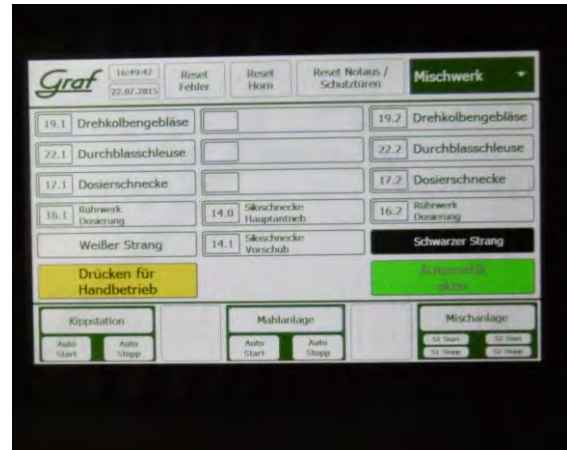 Graf
16:49:42
22.07.2015
Reset
Fehler
Reset
Horn
Reset Notaus /
Schutztüren
Mischwerk
19.1 Drehkolbengebläse
19.2 Drehkolbengebläse
22.1 Durchblasschleuse
22.2 Durchblasschleuse
17.1 Dosierschnecke
17.2 Dosierschnecke
16.1 Rührwerk
Dosierung
14.0 Siloschnecke
Hauptantrieb
16.2 Rührwerk
Dosierung
Weißer Strang
14.1 Siloschnecke
Vorschub
Schwarzer Strang
Drücken für
Handbetrieb
Automatik
aktiv
Kippstation
Mahlanlage
Mischanlage
Auto
Start
Auto
Stopp
Auto
Start
Auto
Stopp
S1 Start
S2 Start
S1 Stopp
S2 Stopp